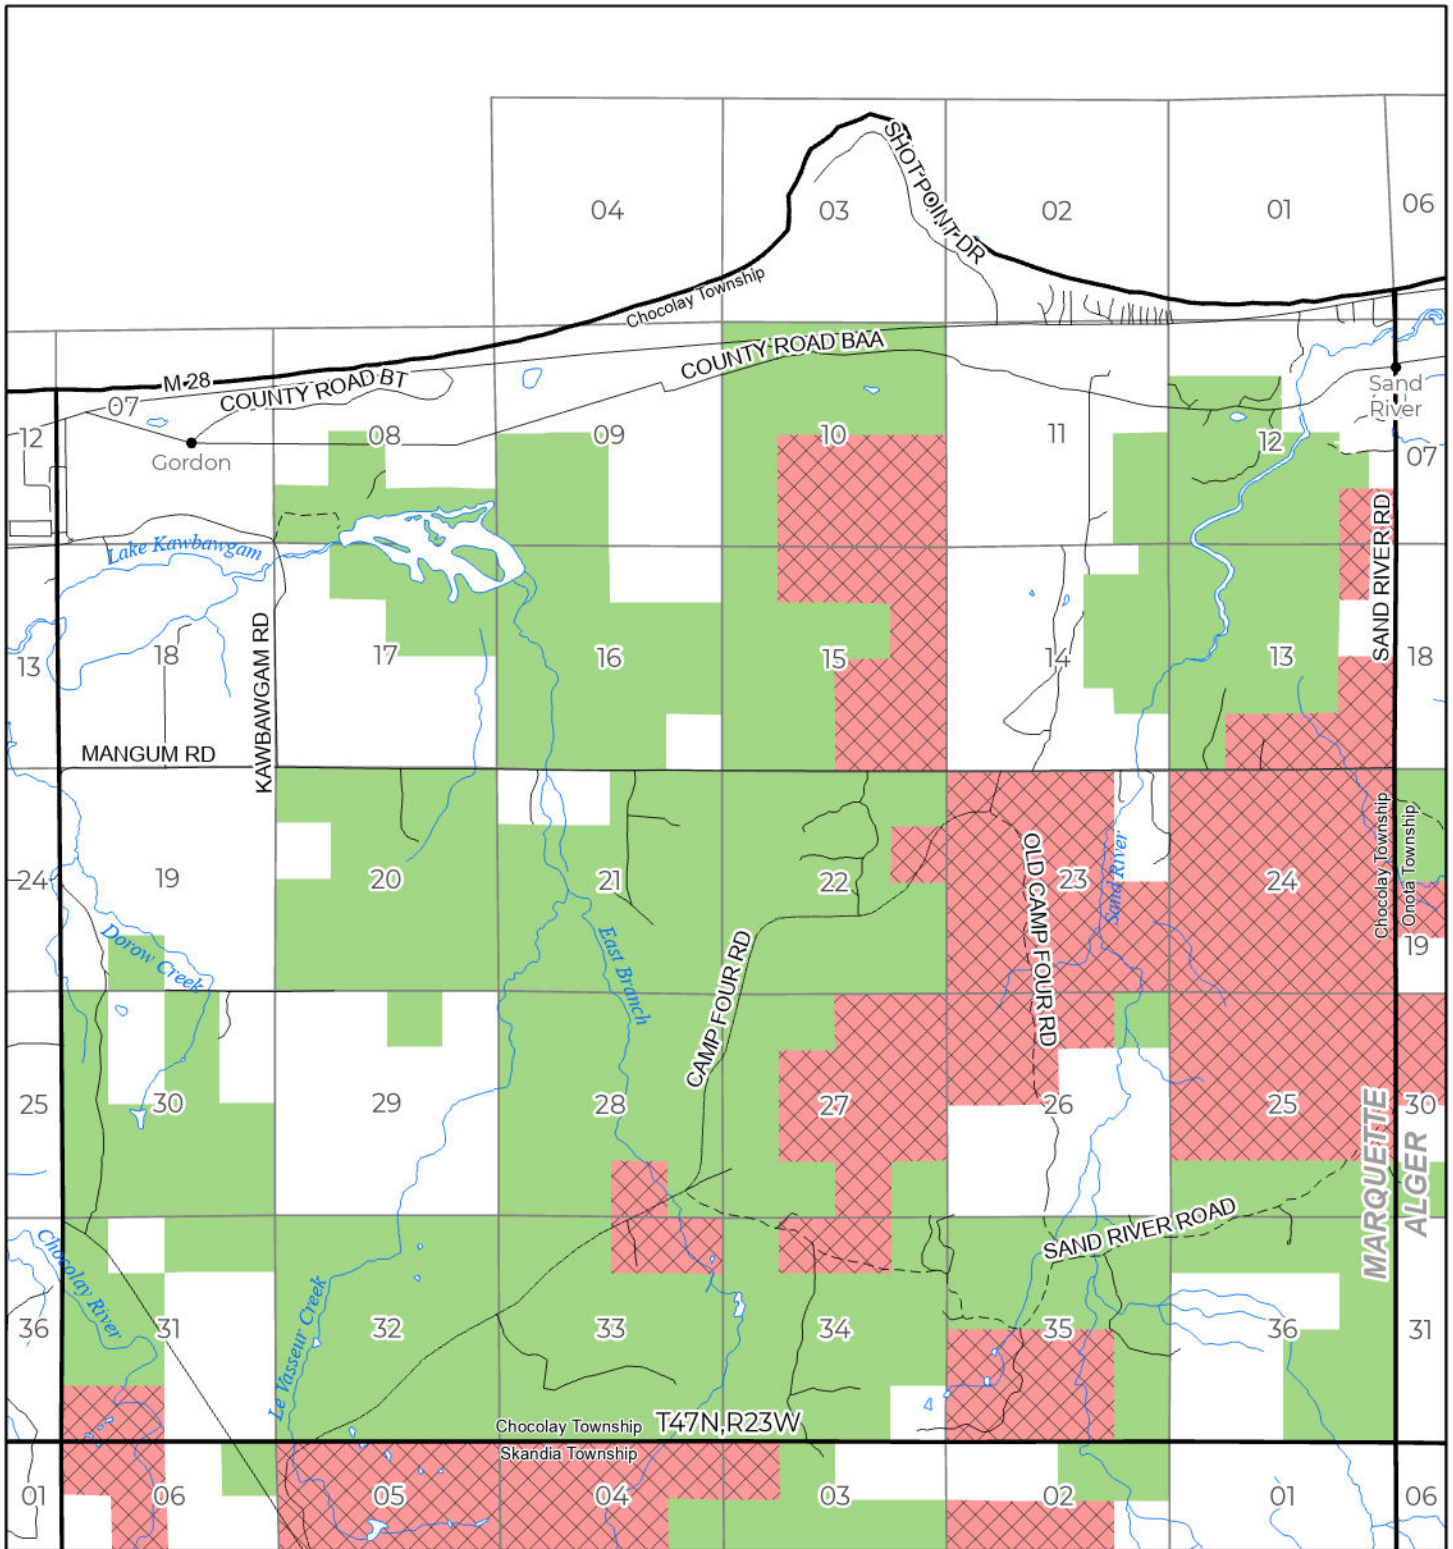 04
03
02
01
06
SHOT POINT DR
Chocolay Township
M-28
COUNTY ROAD BT
COUNTY ROAD BAA
07
12
Gordon
08
09
10
11
12
Sand
River
07
Lake Kawbawgam
SAND RIVER RD
13
18
KAWBAWGAM RD
17
16
15
14
13
18
MANGUM RD
24
19
20
21
22
OLD CAMP FOUR RD
23
Sand River
24
Chocolay Township
Onota Township
19
Dorow Creek
East Branch
CAMP FOUR RD
25
30
29
28
27
26
25
30
MARQUETTE
ALGER
SAND RIVER ROAD
Chocolay River
36
31
Le Vasseur Creek
32
33
34
35
36
31
Chocolay Township
T47N,R23W
Skandia Township
01
06
05
04
03
02
01
06